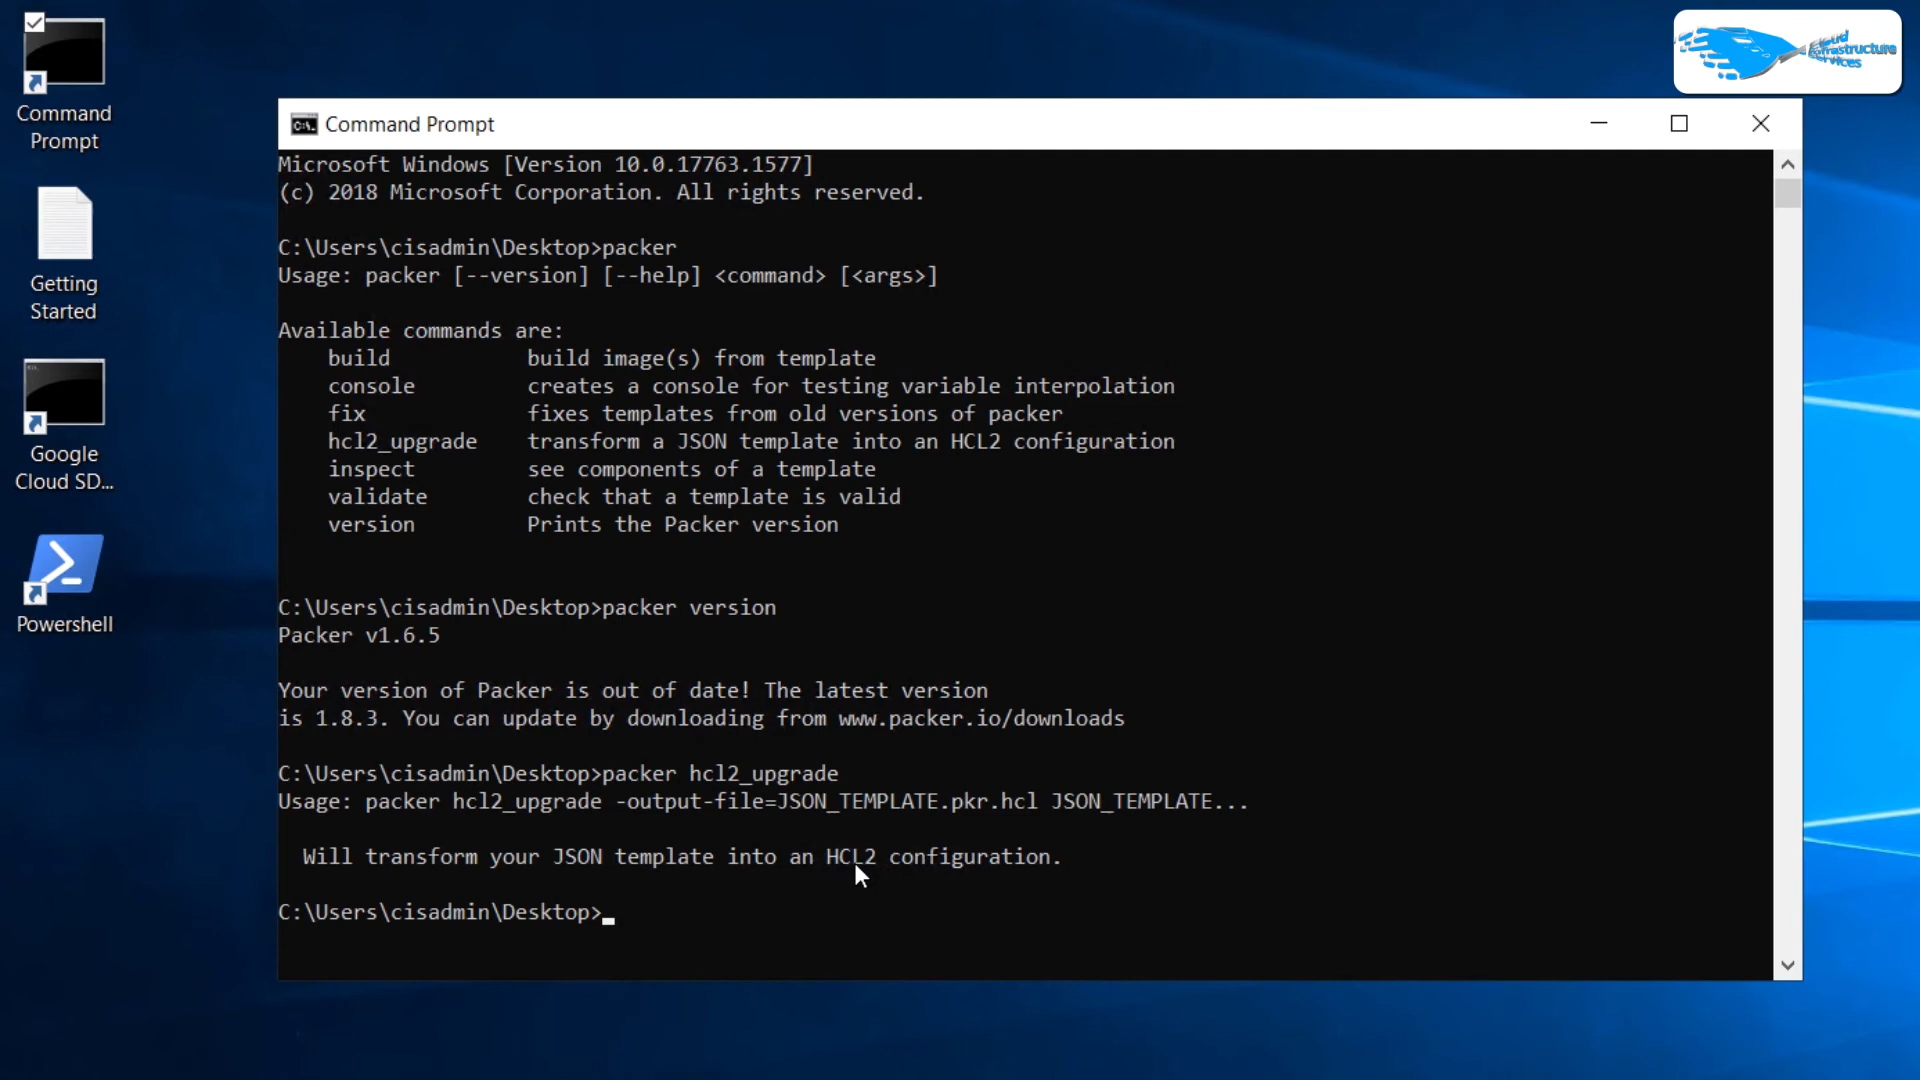 Command
Prompt
Getting
Started
Google
Cloud SD...
Powershell
Cloud
Infrastructure
Services
Command Prompt
Microsoft Windows [Version 10.0.17763.1577]
(c) 2018 Microsoft Corporation. All rights reserved.
C:\Users\cisadmin\Desktop>packer
Usage: packer [--version] [--help] <command> [<args>]
Available commands are:
build build image(s) from template
console creates a console for testing variable interpolation
fix fixes templates from old versions of packer
hcl2_upgrade transform a JSON template into an HCL2 configuration
inspect see components of a template
validate check that a template is valid
version Prints the Packer version
C:\Users\cisadmin\Desktop>packer version
Packer v1.6.5
Your version of Packer is out of date! The latest version
is 1.8.3. You can update by downloading from www.packer.io/downloads
C:\Users\cisadmin\Desktop>packer hcl2_upgrade
Usage: packer hcl2_upgrade -output-file=JSON_TEMPLATE.pkr.hcl JSON_TEMPLATE...
Will transform your JSON template into an HCL2 configuration.
C:\Users\cisadmin\Desktop>